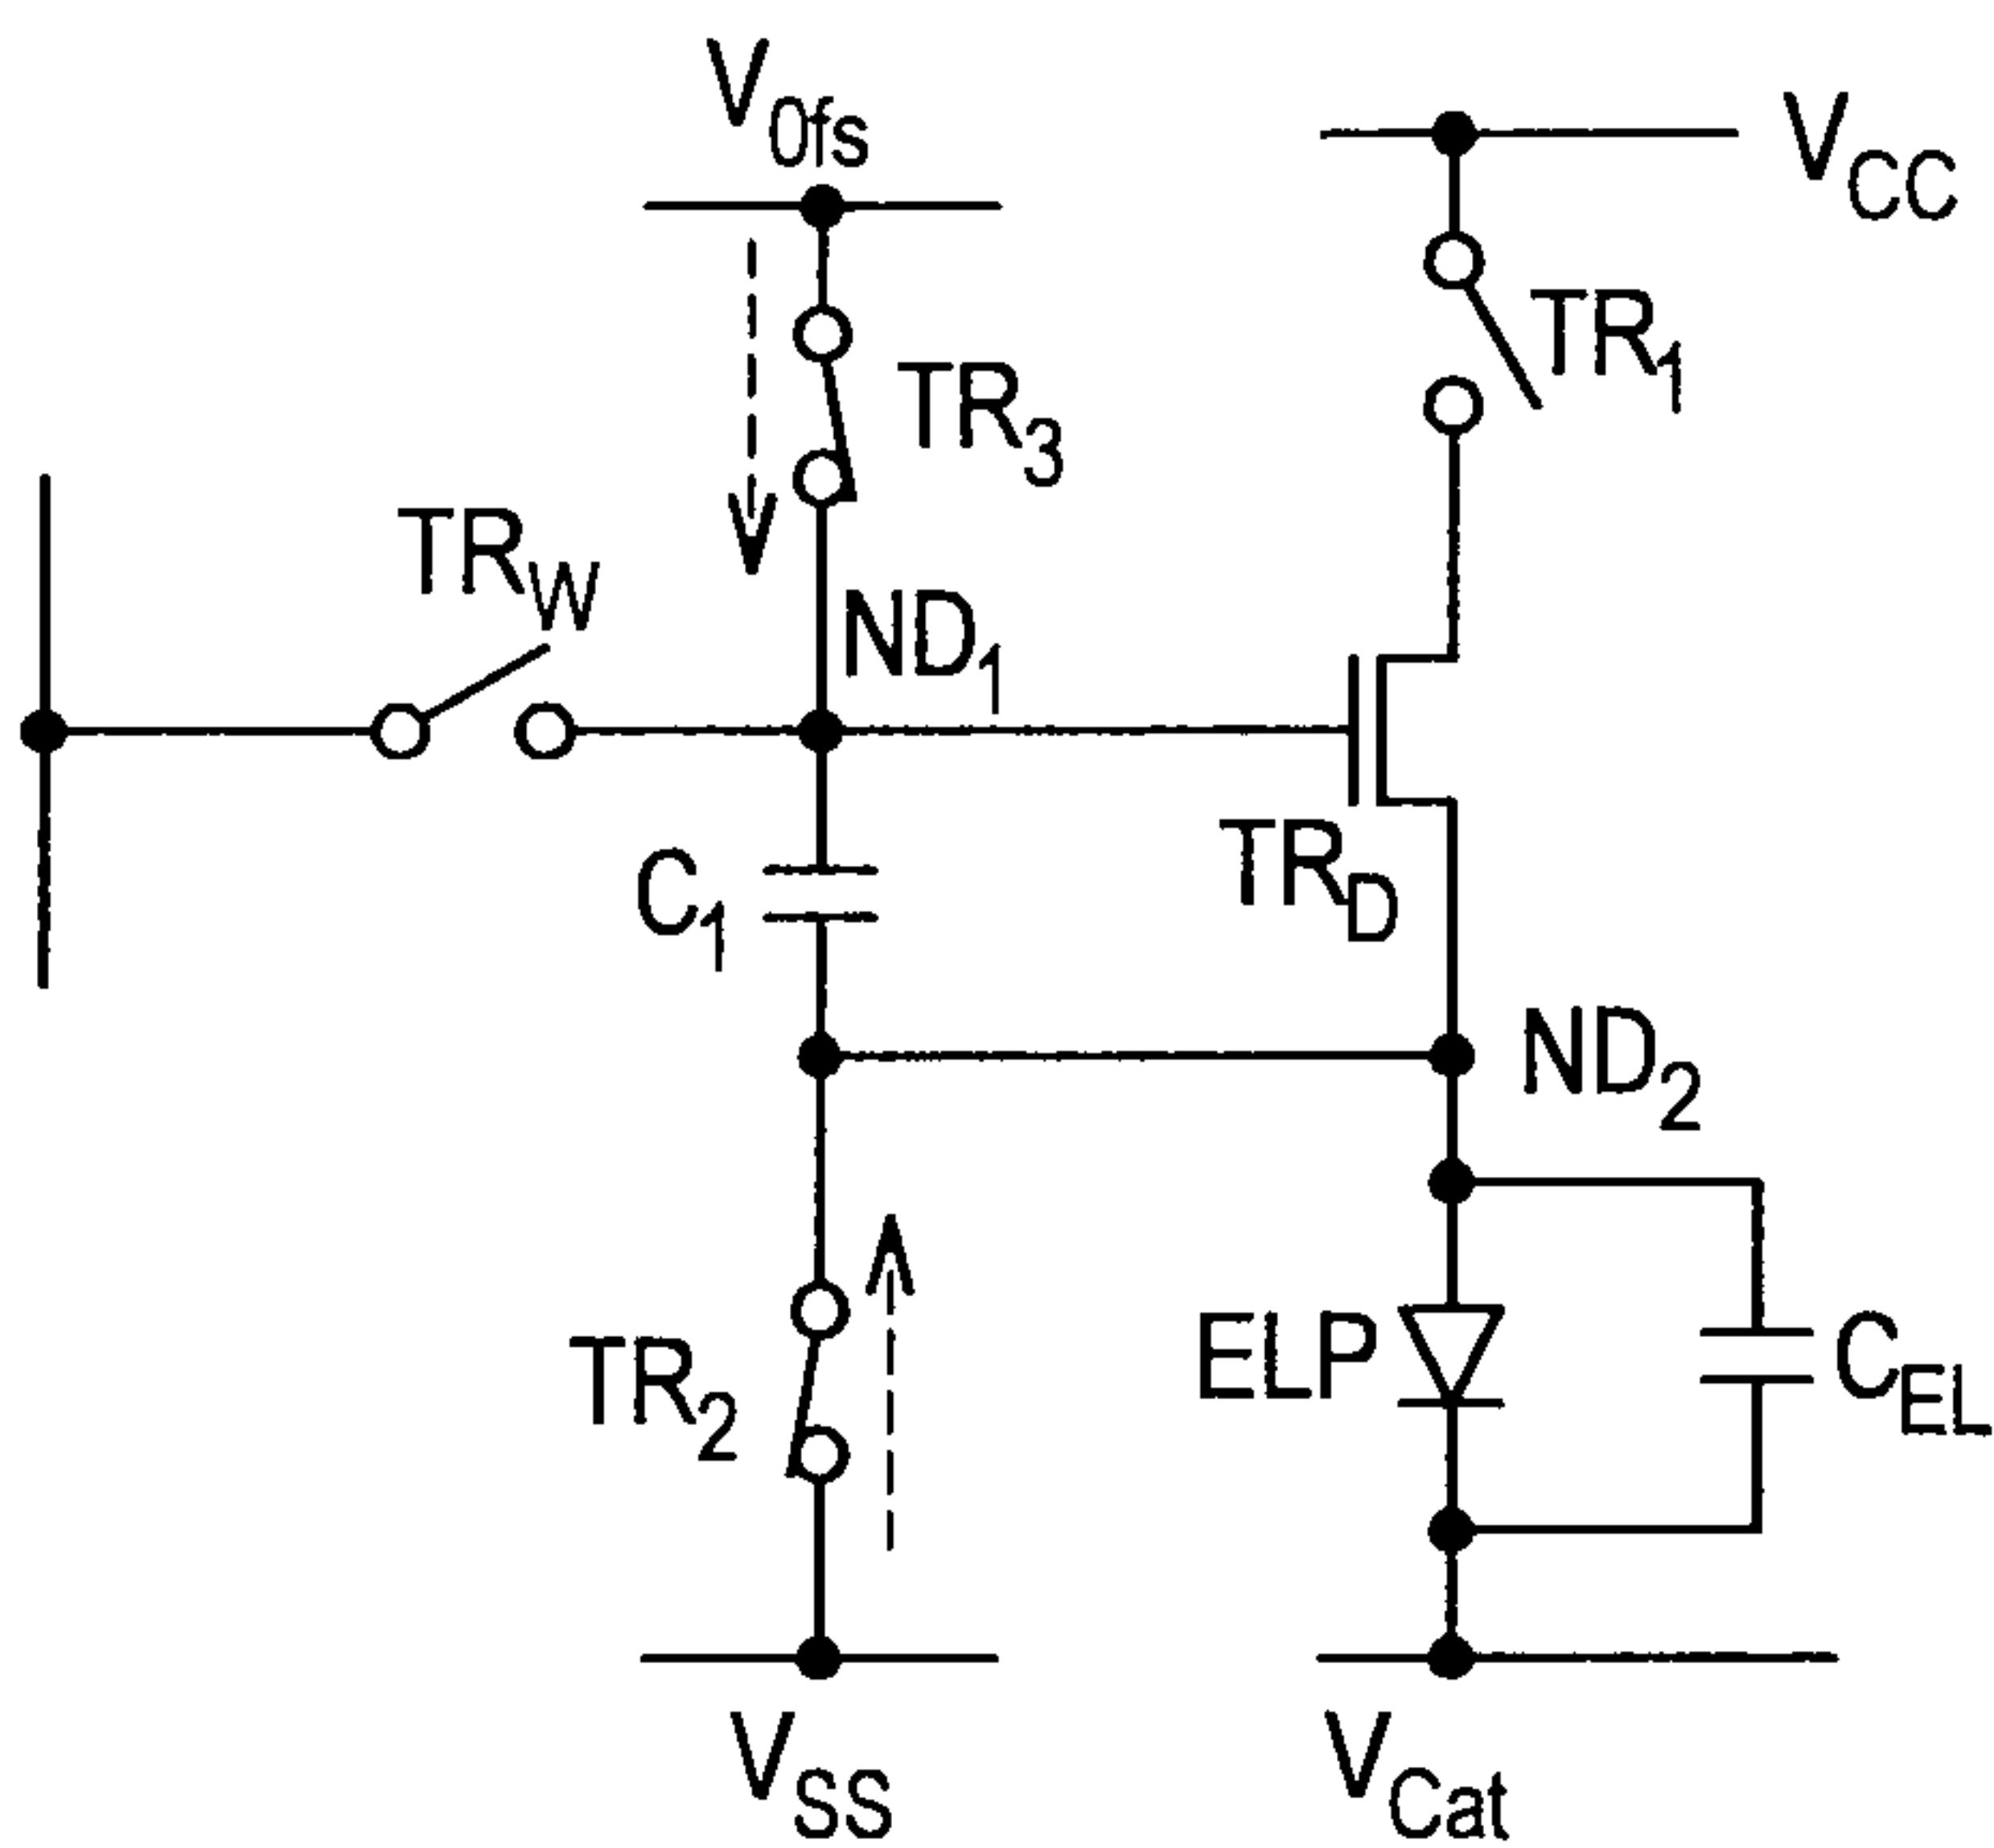 V0fs
VCC
TR1
TR3
TRW
ND1
C1
TRD
ND2
TR2
ELP
CEL
VSS
VCat